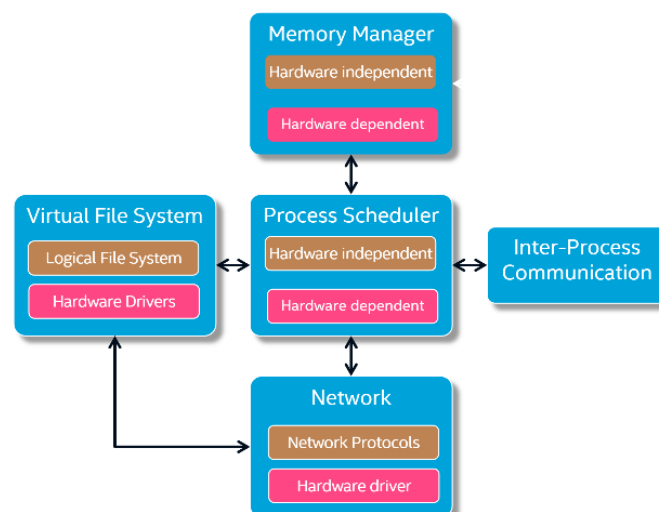 Memory Manager
Hardware independent
Hardware dependent
Virtual File System
Logical File System
Hardware Drivers
Process Scheduler
Hardware independent
Hardware dependent
Inter-Process
Communication
Network
Network Protocols
Hardware driver